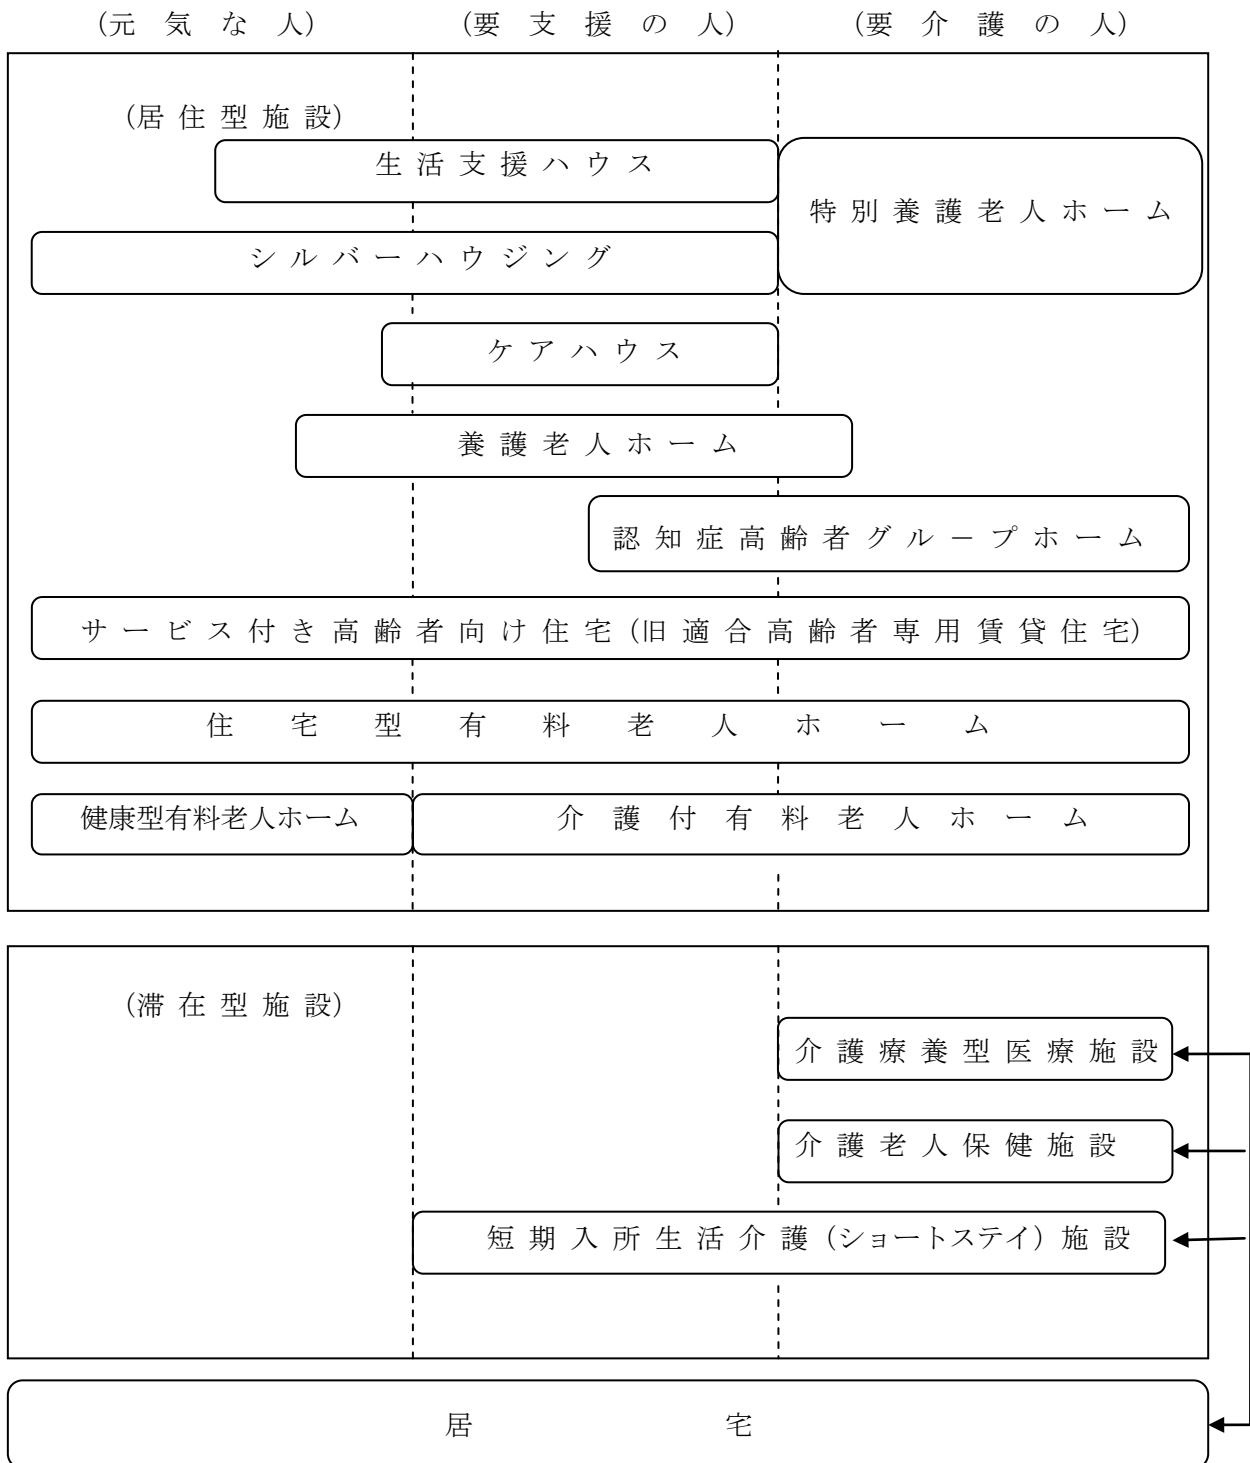 (元気な人) (要支援の人) (要介護の人)
(居住型施設)
生活支援ハウス
特別養護老人ホーム
シルバーハウジング
ケアハウス
養護老人ホーム
認知症高齢者グループホーム
サービス付き高齢者向け住宅(旧適合高齢者専用賃貸住宅)
住宅型有料老人ホーム
健康型有料老人ホーム 介護付有料老人ホーム
(滞在型施設)
介護療養型医療施設
介護老人保健施設
短期入所生活介護(ショートステイ)施設
居宅